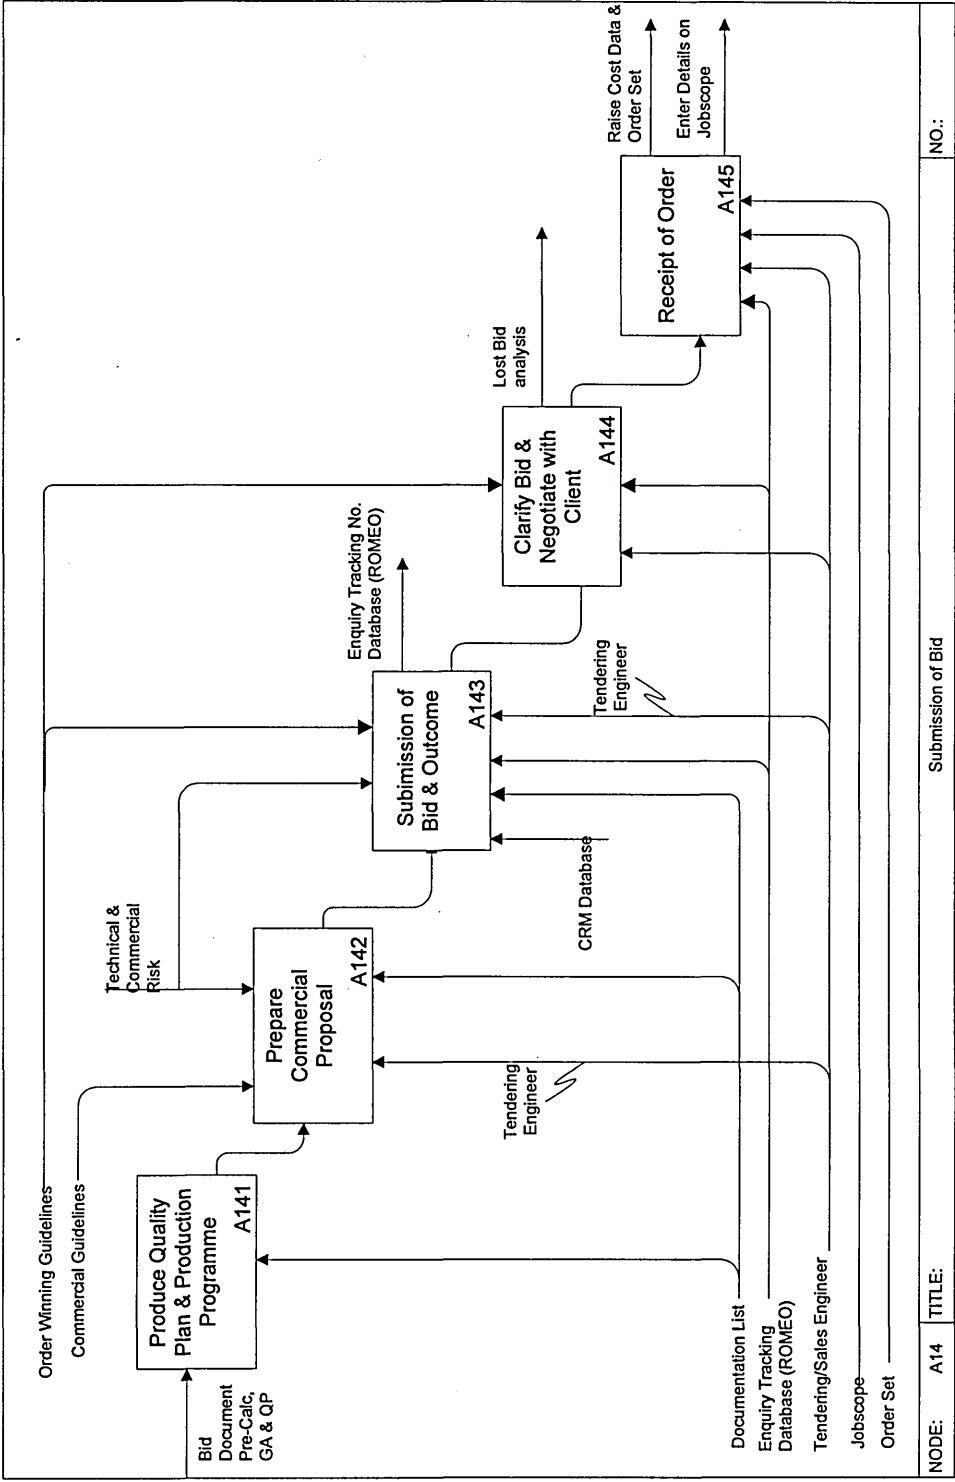 Order Winning Guidelines
Commercial Guidelines
Technical &
Commercial
Risk
Bid
Document
Pre-Calc,
GA & QP
Produce Quality
Plan & Production
Programme
A141
Prepare
Commercial
Proposal
A142
Subimission of
Bid & Outcome
A143
Enquiry Tracking No.
Database (ROMEO)
Clarify Bid &
Negotiate with
Client
A144
Lost Bid
analysis
Receipt of Order
A145
Raise Cost Data &
Order Set
Enter Details on
Jobscope
Tendering
Engineer
CRM Database
Tendering
Engineer
Documentation List
Enquiry Tracking
Database (ROMEO)
Tendering/Sales Engineer
Jobscope
Order Set
NODE: A14 TITLE: Submission of Bid NO.: